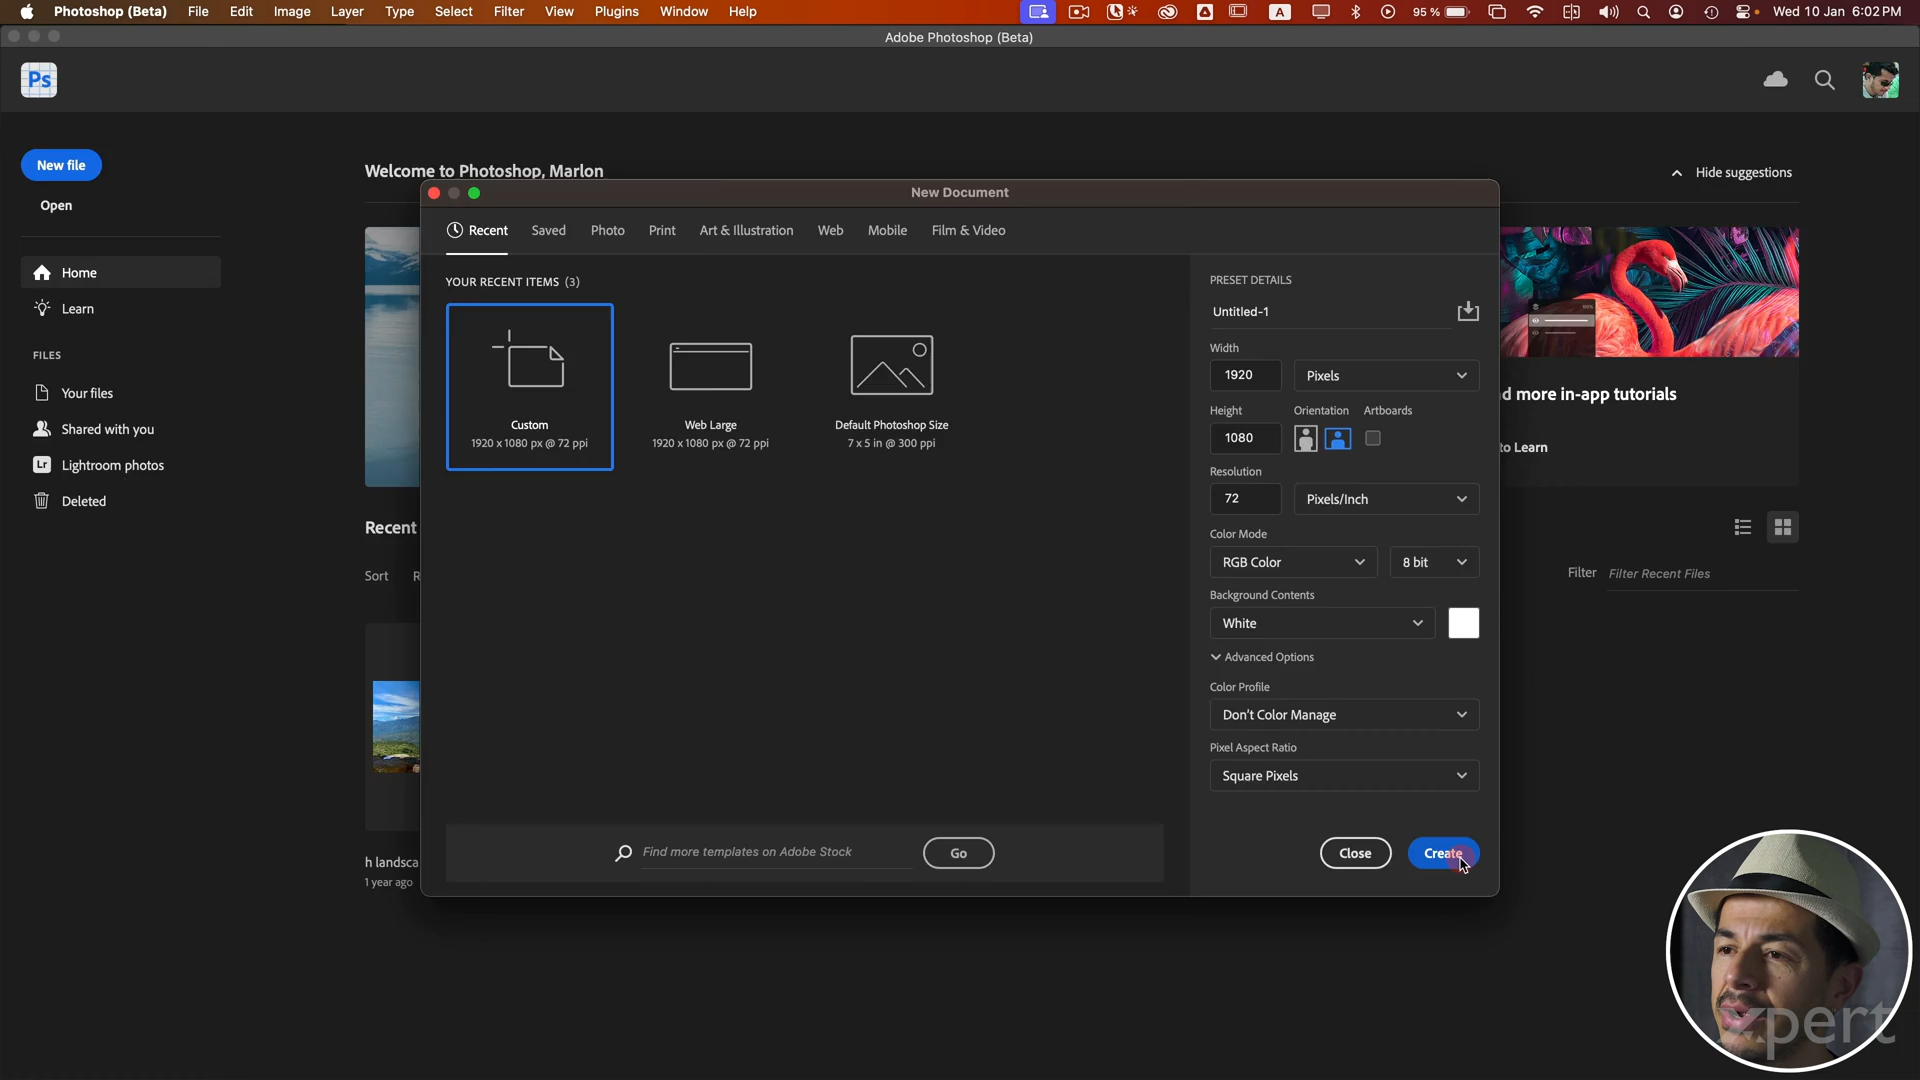 Photoshop (Beta) File Edit Image Layer Type Select Filter View Plugins Window Help A 95 % Wed 10 Jan 6:02 PM
Adobe Photoshop (Beta)
Ps
New file
Open
Home
Learn
FILES
Your files
Shared with you
Lr Lightroom photos
Deleted
Welcome to Photoshop, Marlon
Hide suggestions
d more in-app tutorials
to Learn
Recent
Sort R
Filter Filter Recent Files
h landsca
1 year ago
New Document
Recent Saved Photo Print Art & Illustration Web Mobile Film & Video
YOUR RECENT ITEMS (3)
Custom
1920 x 1080 px @ 72 ppi
Web Large
1920 x 1080 px @ 72 ppi
Default Photoshop Size
7 x 5 in @ 300 ppi
Find more templates on Adobe Stock Go
PRESET DETAILS
Untitled-1
Width
1920 Pixels
Height Orientation Artboards
1080
Resolution
72 Pixels/Inch
Color Mode
RGB Color 8 bit
Background Contents
White
Advanced Options
Color Profile
Don't Color Manage
Pixel Aspect Ratio
Square Pixels
Close Create
xpert